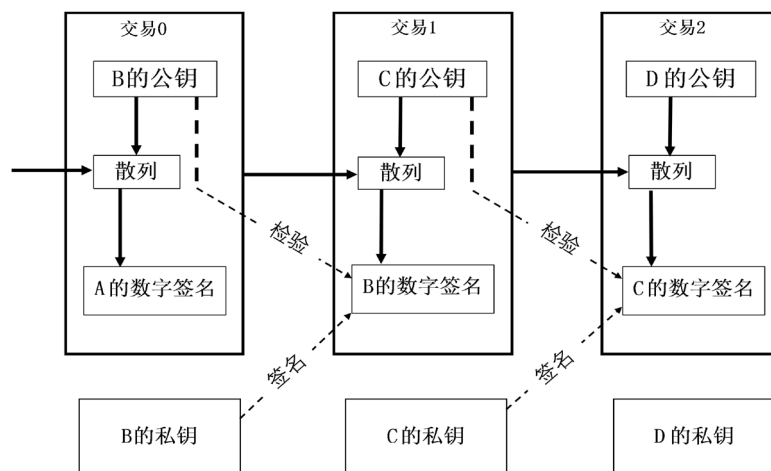 交易0
交易1
交易2
B的公钥
C的公钥
D的公钥
散列
散列
散列
检验
检验
A的数字签名
B的数字签名
C的数字签名
签名
签名
B的私钥
C的私钥
D的私钥